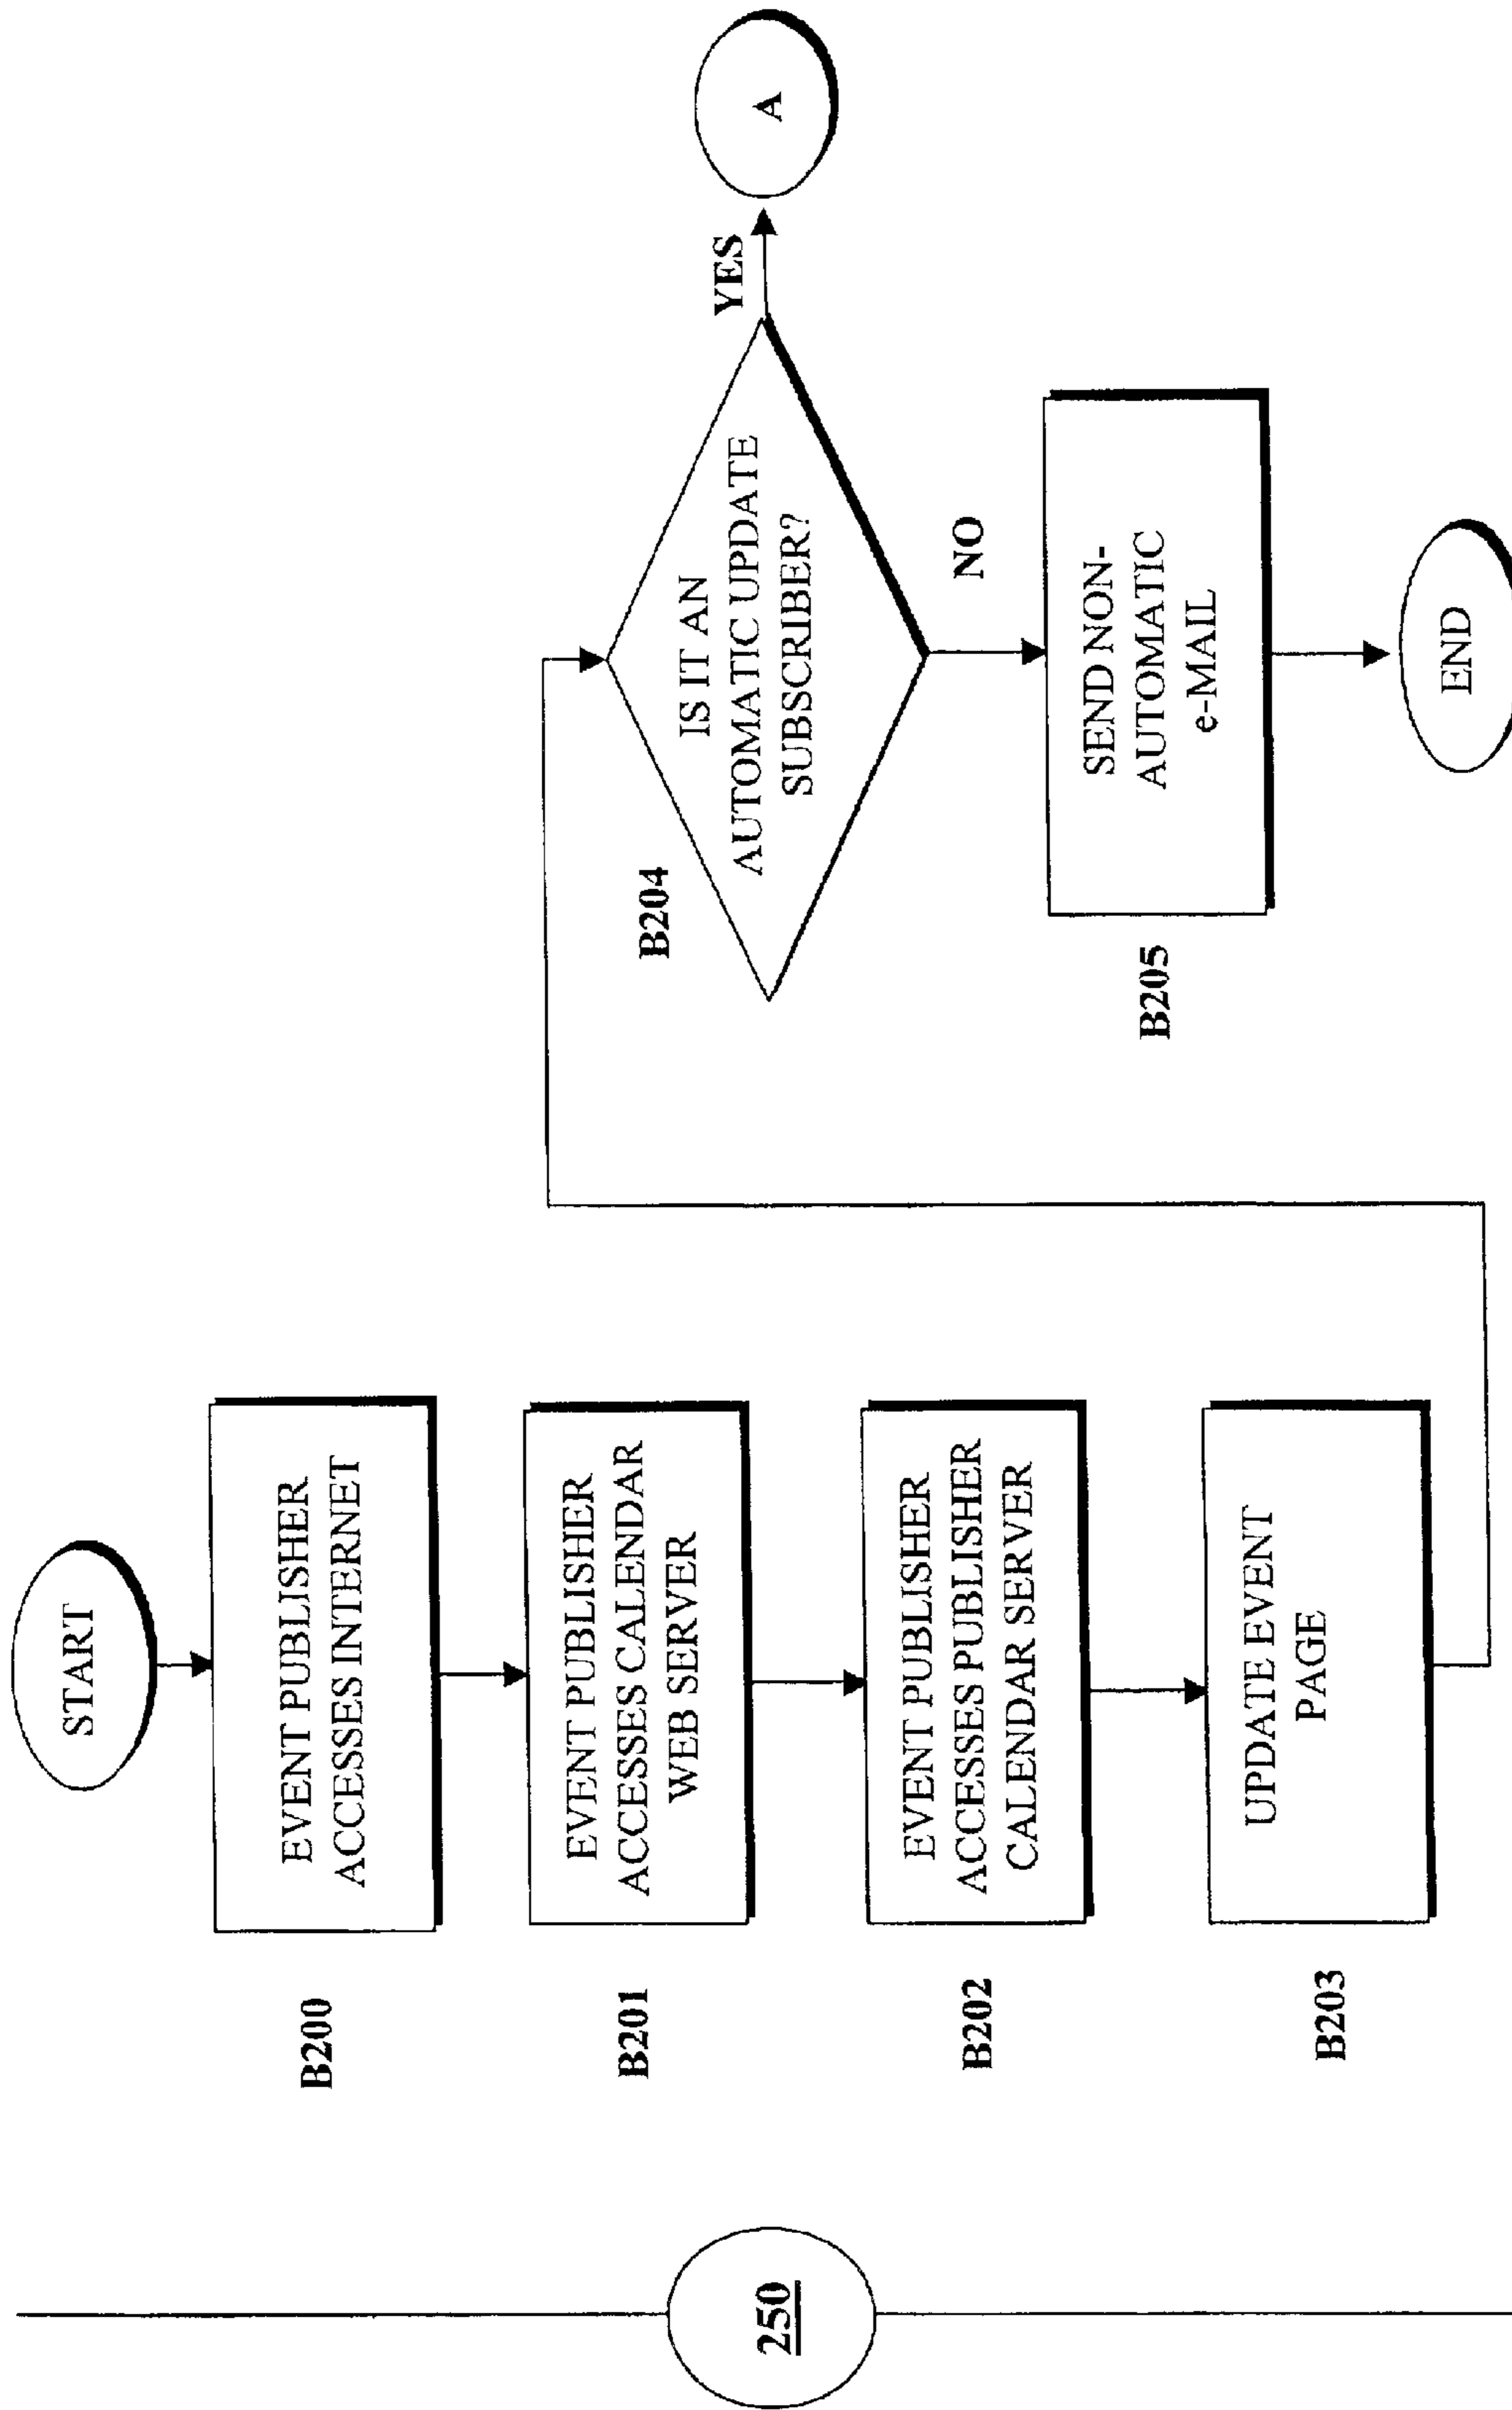 250
START
B200
EVENT PUBLISHER
ACCESSES INTERNET
B201
EVENT PUBLISHER
ACCESSES CALENDAR
WEB SERVER
B202
EVENT PUBLISHER
ACCESSES PUBLISHER
CALENDAR SERVER
B203
UPDATE EVENT
PAGE
B204
IS IT AN
AUTOMATIC UPDATE
SUBSCRIBER?
YES
A
NO
B205
SEND NON-
AUTOMATIC
e-MAIL
END